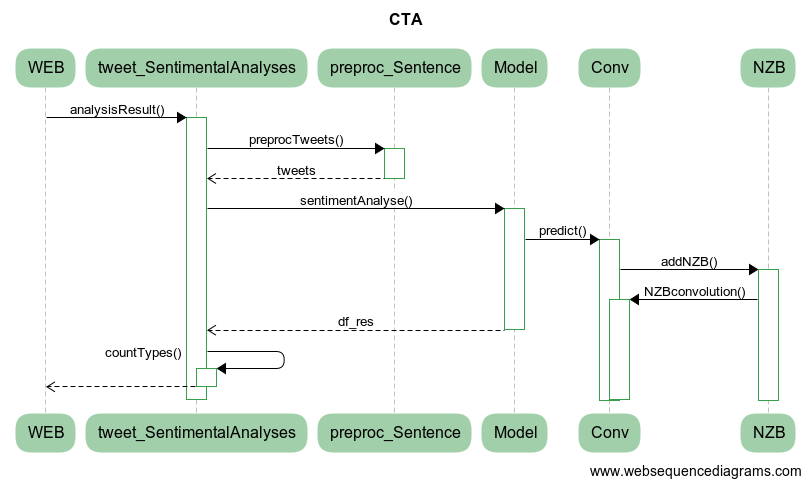 CTA
WEB
tweet_SentimentalAnalyses
preproc_Sentence
Model
Conv
NZB
analysisResult()
preprocTweets()
tweets
sentimentAnalyse()
predict()
addNZB()
NZBconvolution()
df_res
countTypes()
WEB
tweet_SentimentalAnalyses
preproc_Sentence
Model
Conv
NZB
www.websequencediagrams.com